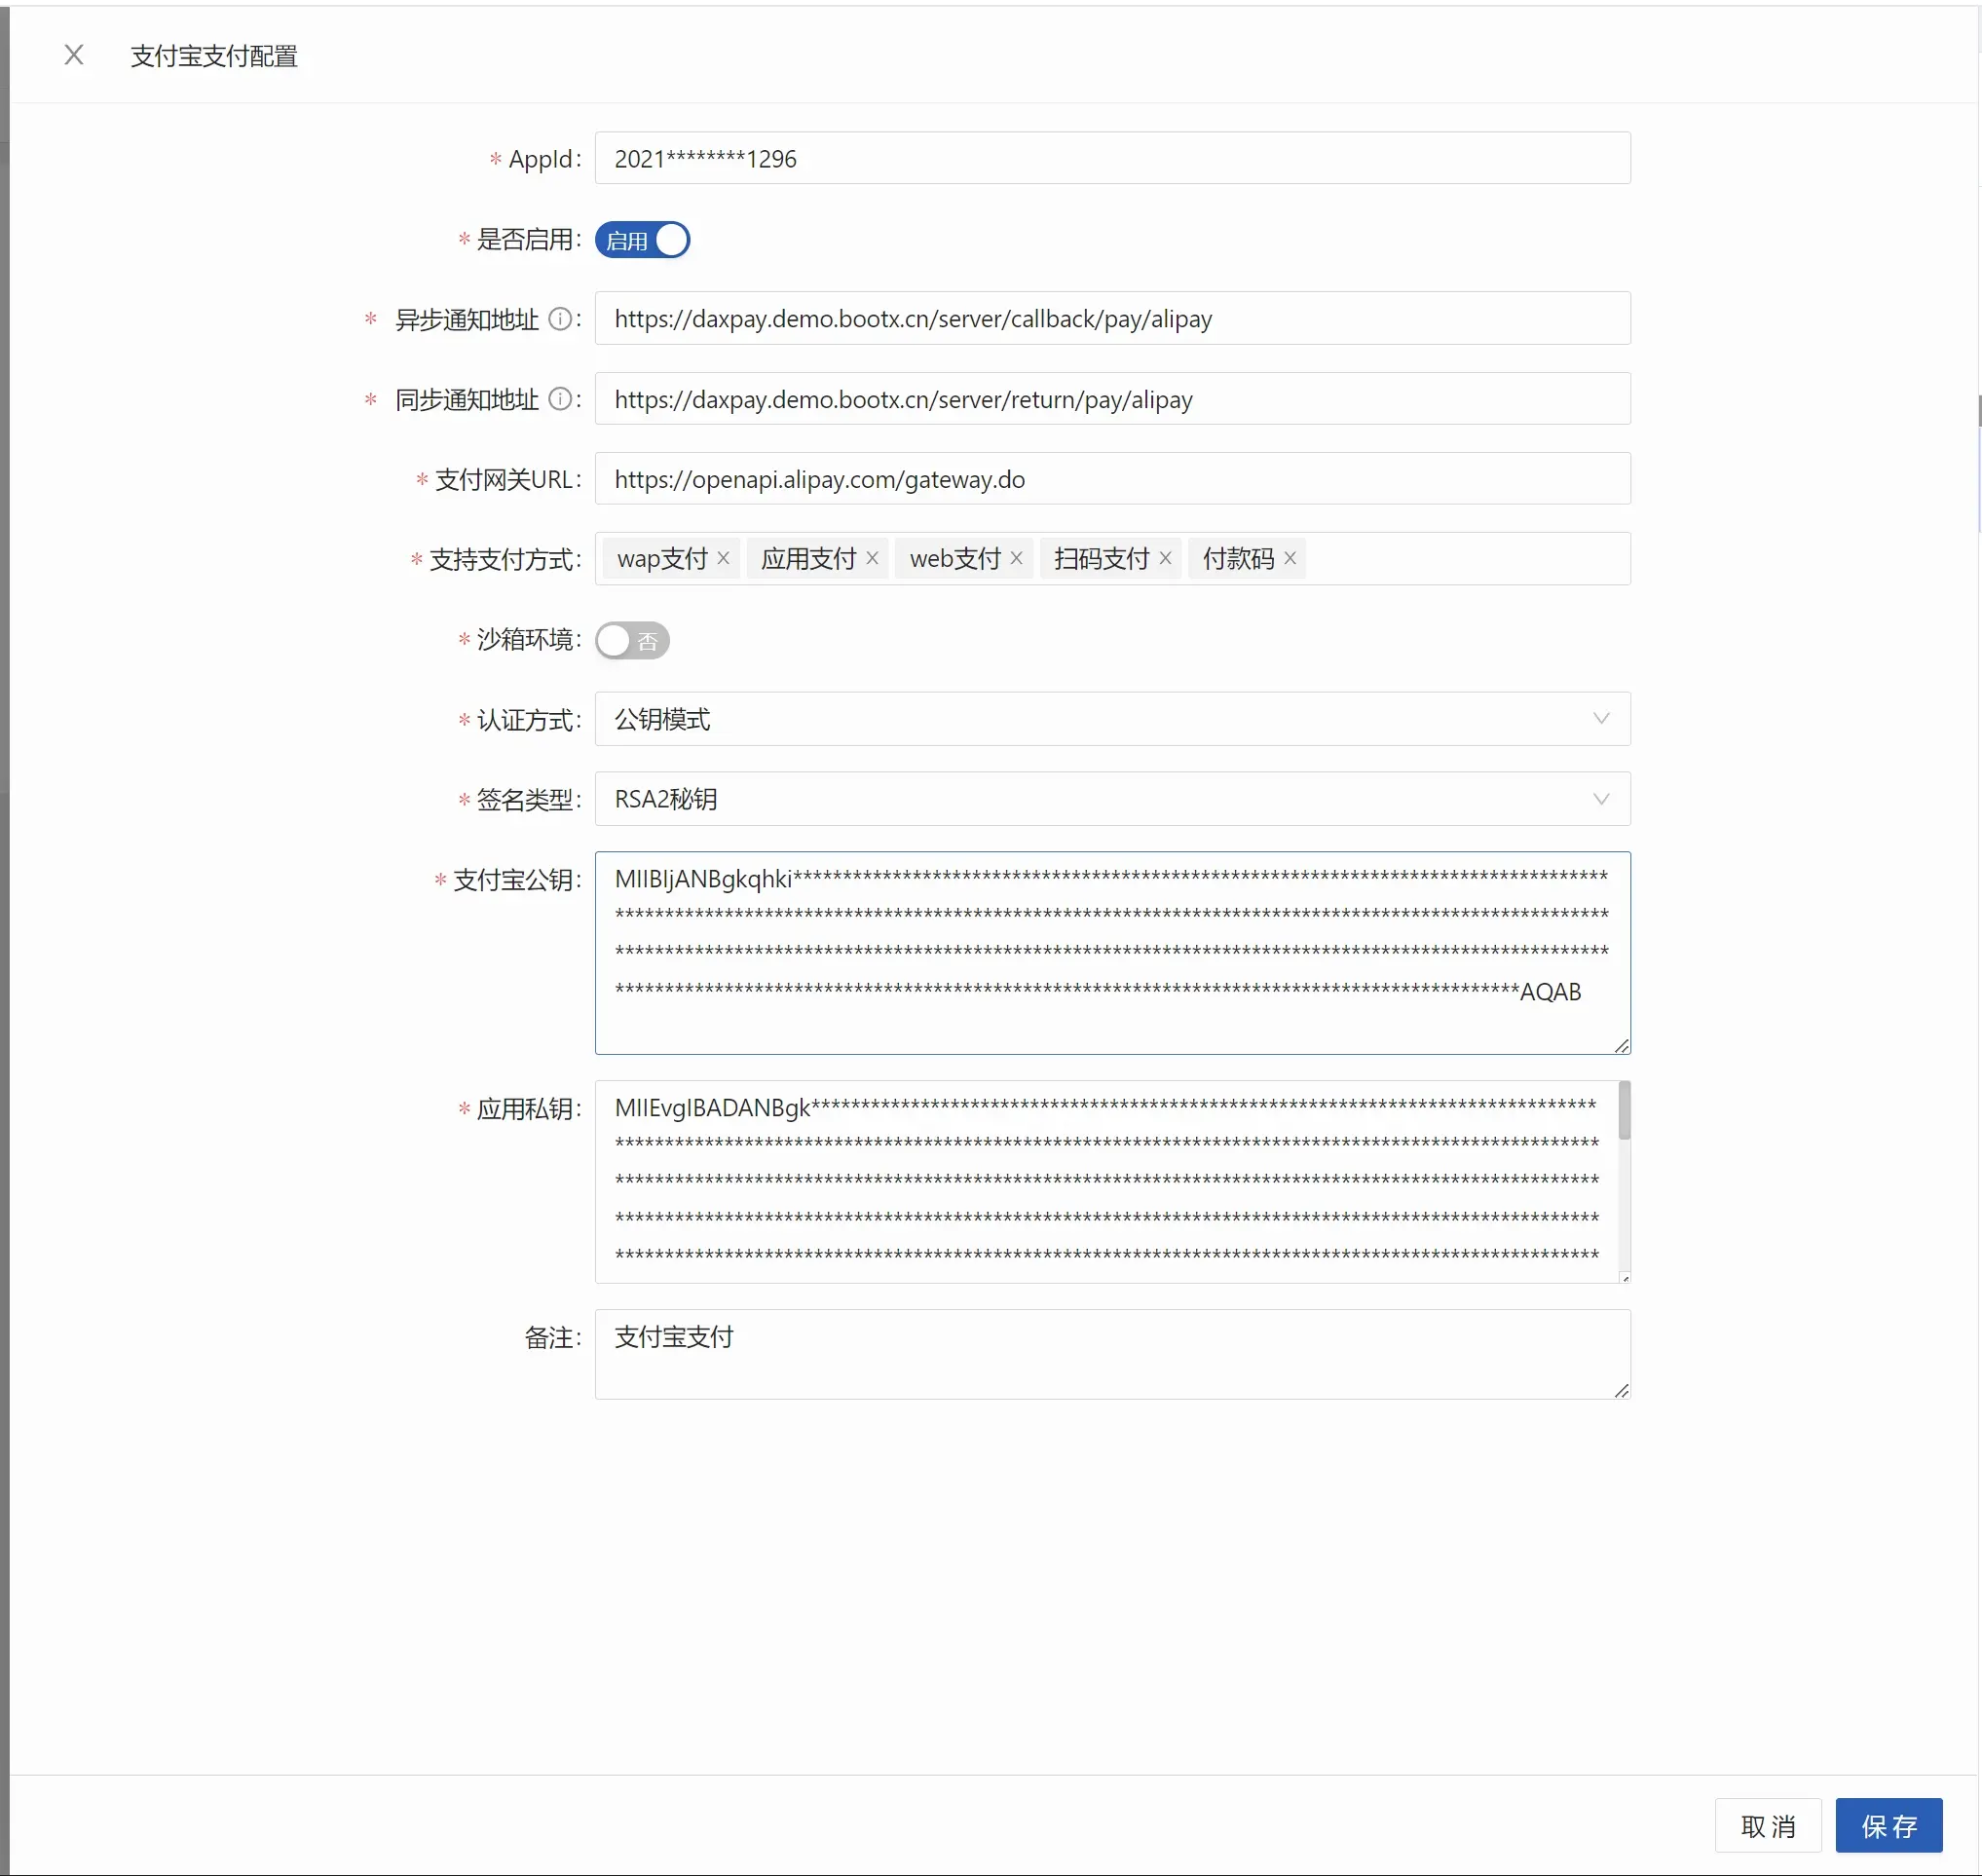 支付宝支付配置
* AppId: 2021********1296
* 是否启用: 启用
* 异步通知地址 : https://daxpay.demo.bootx.cn/server/callback/pay/alipay
* 同步通知地址 : https://daxpay.demo.bootx.cn/server/return/pay/alipay
* 支付网关URL: https://openapi.alipay.com/gateway.do
* 支持支付方式: wap支付 × 应用支付 × web支付 × 扫码支付 × 付款码 ×
* 沙箱环境: 否
* 认证方式: 公钥模式
* 签名类型: RSA2秘钥
* 支付宝公钥: MIIBIjANBgkqhki**********************************************************************************
****************************************************************************************************
****************************************************************************************************
*******************************************************************************************AQAB
* 应用私钥: MIIEvgIBADANBgk*******************************************************************************
***************************************************************************************************
***************************************************************************************************
***************************************************************************************************
***************************************************************************************************
备注: 支付宝支付
取 消 保 存